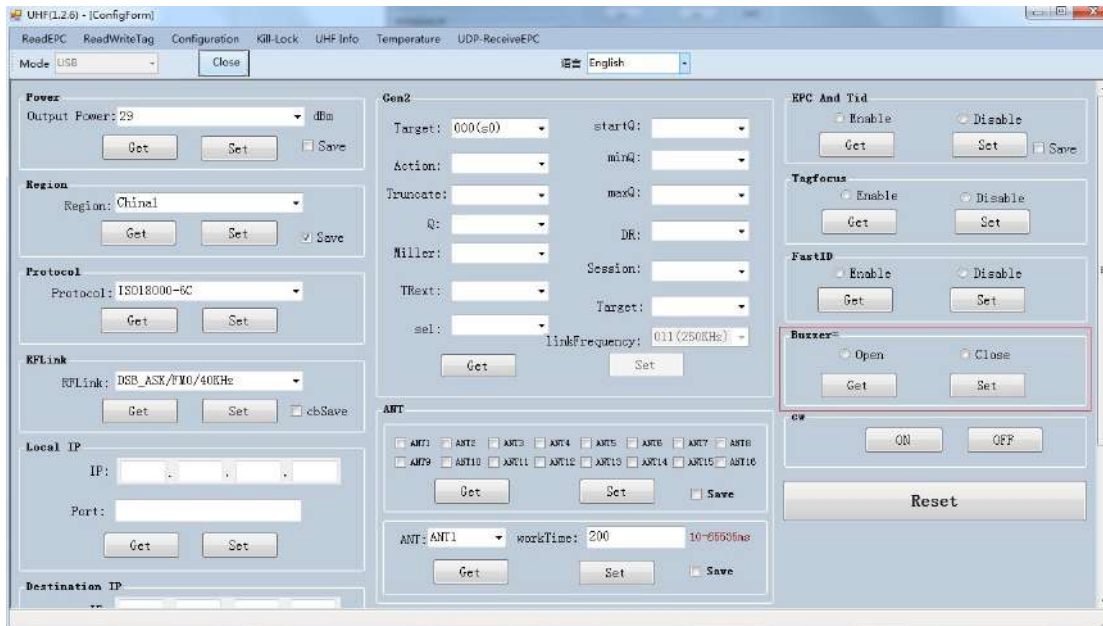 UHF(1.2.6) - [ConfigForm]
ReadEPC ReadWriteTag Configuration Kill-Lock UHF Info Temperature UDP-ReceiveEPC
Mode USB Close 语言 English
Power
Output Power: 29 dBm
Get Set Save
Region
Region: China1
Get Set Save
Protocol
Protocol: ISO18000-6C
Get Set
RFLink
RFLink: DSB_ASK/FM0/40KHz
Get Set cbSave
Local IP
IP: . . .
Port:
Get Set
Destination IP
Gen2
Target: 000(s0) startQ:
Action: minQ:
Truncate: maxQ:
Q: DR:
Miller: Session:
TRext: Target:
sel: linkFrequency: 011(250KHz)
Get Set
ANT
ANT1 ANT2 ANT3 ANT4 ANT5 ANT6 ANT7 ANT8
ANT9 ANT10 ANT11 ANT12 ANT13 ANT14 ANT15 ANT16
Get Set Save
ANT: ANT1 workTime: 200 10-65535ms
Get Set Save
EPC And Tid
Enable Disable
Get Set Save
Tagfocus
Enable Disable
Get Set
FastID
Enable Disable
Get Set
Buzzer=
Open Close
Get Set
cw
ON OFF
Reset